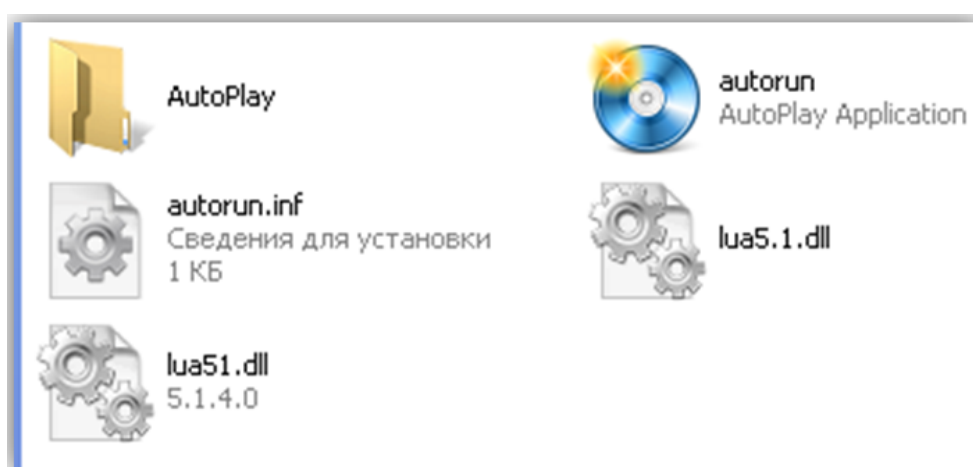 AutoPlay
autorun
AutoPlay Application
autorun.inf
Сведения для установки
1 КБ
lua5.1.dll
lua51.dll
5.1.4.0